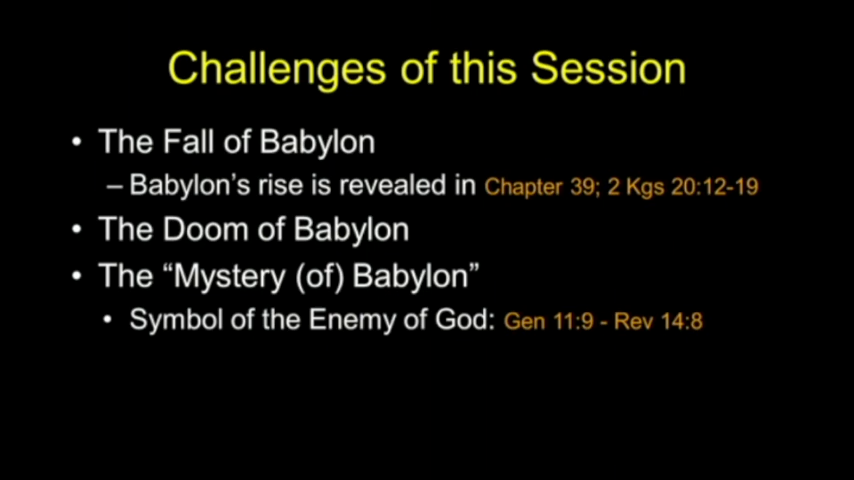 Challenges of this Session
• The Fall of Babylon
– Babylon's rise is revealed in Chapter 39; 2 Kgs 20:12-19
• The Doom of Babylon
• The “Mystery (of) Babylon”
• Symbol of the Enemy of God: Gen 11:9 - Rev 14:8